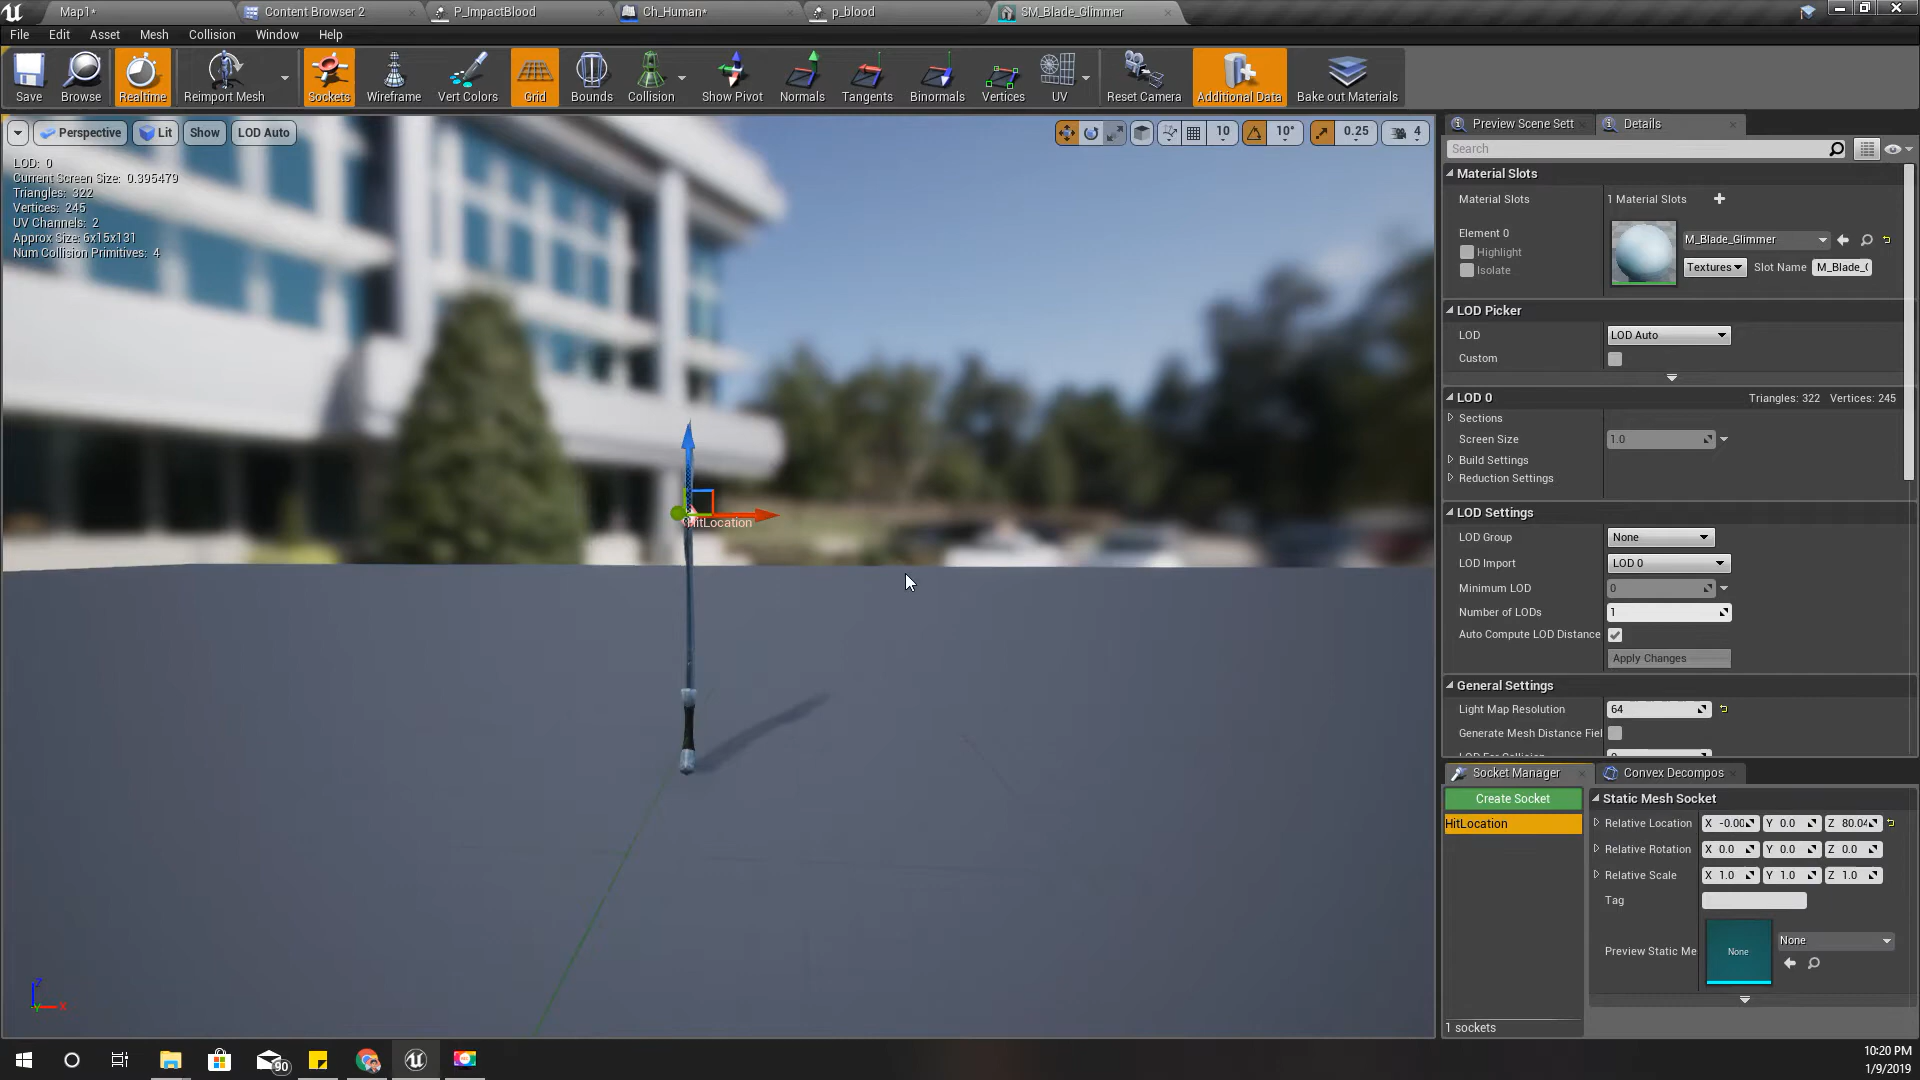 Map1*
Content Browser 2
P_ImpactBlood
Ch_Human*
p_blood
SM_Blade_Glimmer
File Edit Asset Mesh Collision Window Help
Save Browse Realtime Reimport Mesh Sockets Wireframe Vert Colors Grid Bounds Collision Show Pivot Normals Tangents Binormals Vertices UV Reset Camera Additional Data Bake out Materials
Perspective Lit Show LOD Auto
10 10° 0.25 4
LOD: 0
Current Screen Size: 0.395479
Triangles: 322
Vertices: 245
UV Channels: 2
Approx Size: 6x15x131
Num Collision Primitives: 4
HitLocation
Z
Y X
Preview Scene Sett Details
Search
Material Slots
Material Slots 1 Material Slots
Element 0
Highlight
Isolate
M_Blade_Glimmer
Textures Slot Name M_Blade_(
LOD Picker
LOD LOD Auto
Custom
LOD 0 Triangles: 322 Vertices: 245
Sections
Screen Size 1.0
Build Settings
Reduction Settings
LOD Settings
LOD Group None
LOD Import LOD 0
Minimum LOD 0
Number of LODs 1
Auto Compute LOD Distance
Apply Changes
General Settings
Light Map Resolution 64
Generate Mesh Distance Fiel
LOD For Collision
Socket Manager Convex Decompos
Create Socket
HitLocation
1 sockets
Static Mesh Socket
Relative Location X -0.00 Y 0.0 Z 80.04
Relative Rotation X 0.0 Y 0.0 Z 0.0
Relative Scale X 1.0 Y 1.0 Z 1.0
Tag
Preview Static Me None None
90
10:20 PM
1/9/2019